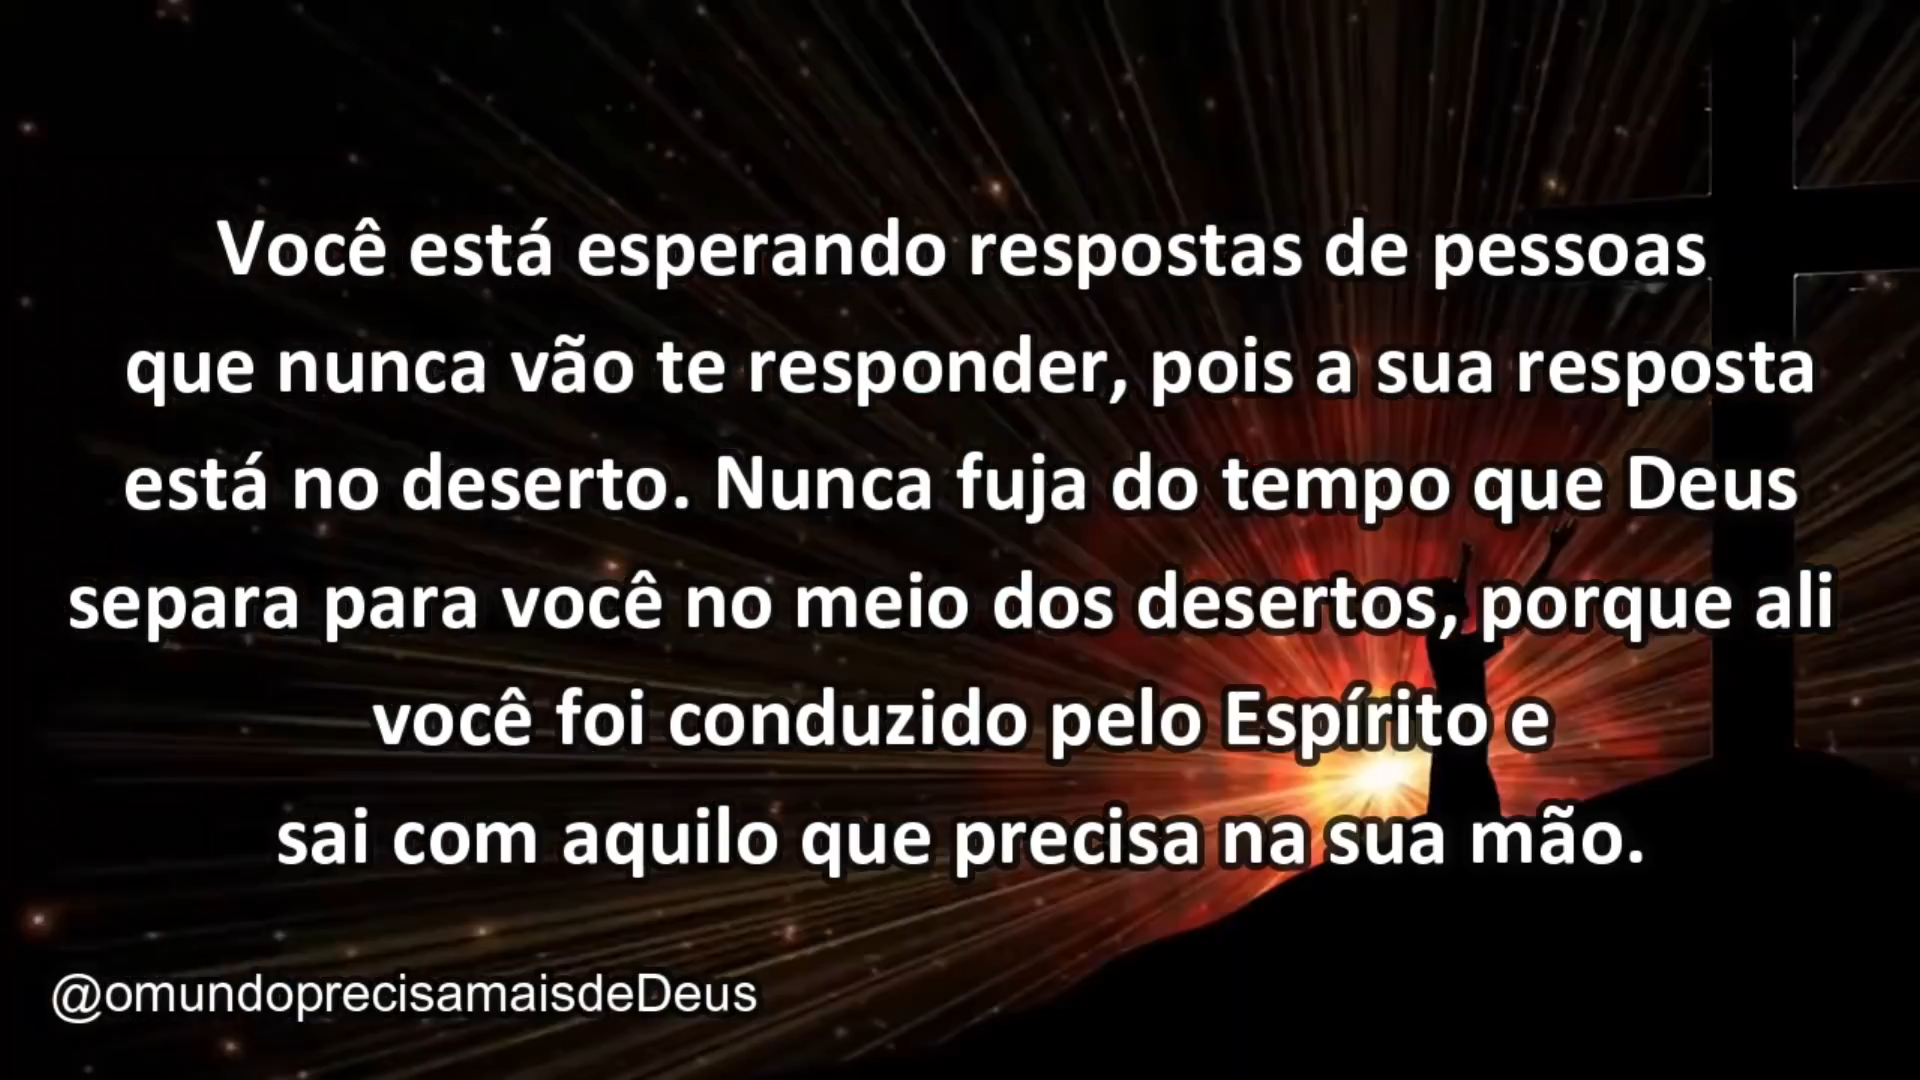 Você está esperando respostas de pessoas
que nunca vão te responder, pois a sua resposta
está no deserto. Nunca fuja do tempo que Deus
separa para você no meio dos desertos, porque ali
você foi conduzido pelo Espírito e
sai com aquilo que precisa na sua mão.
@omundoprecisamaisdeDeus